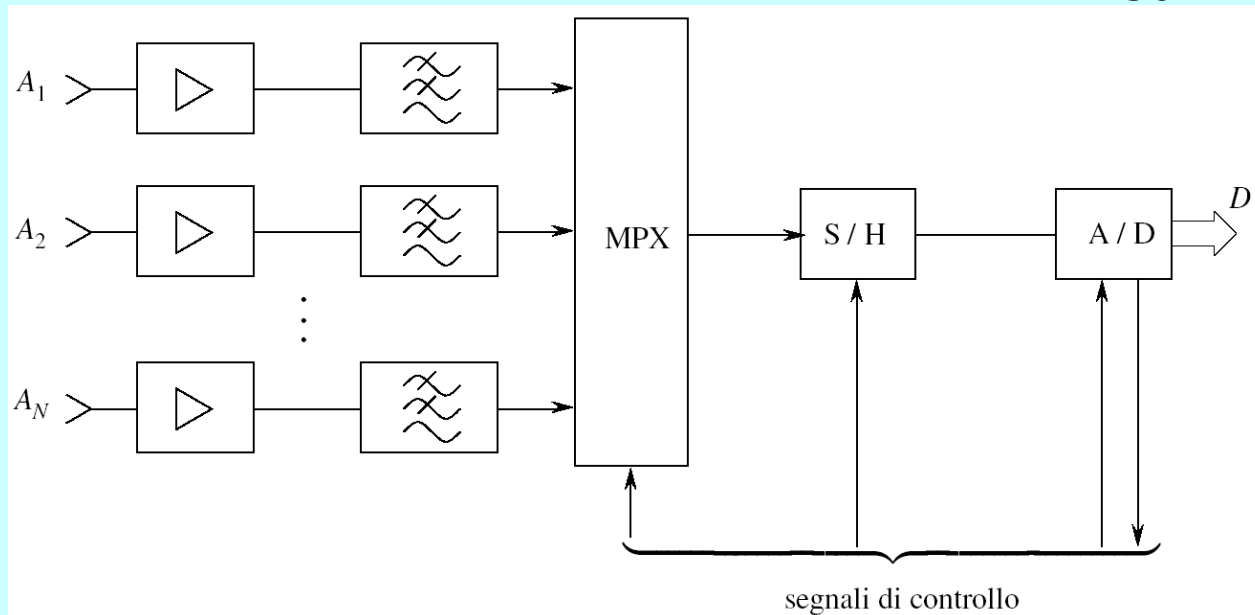 A1
A2
AN
MPX
S / H
A / D
D
segnali di controllo